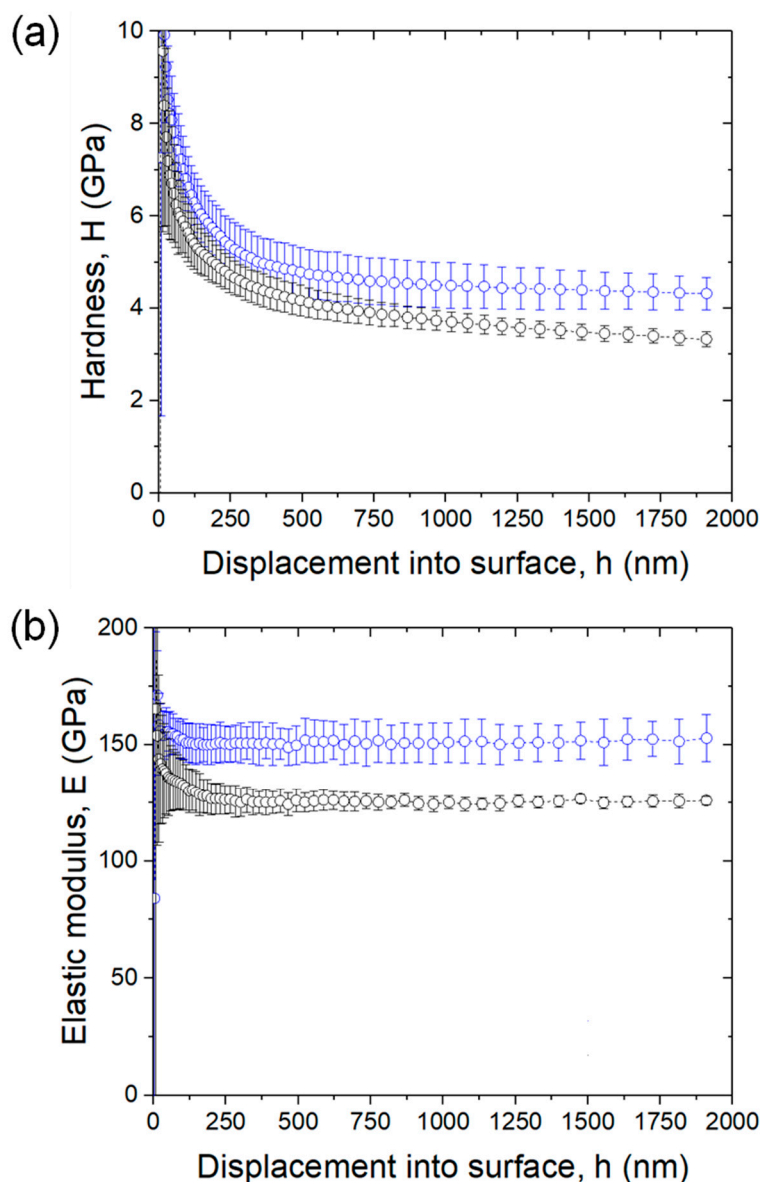 (a)
10
8
6
4
2
0
Hardness, H (GPa)
0 250 500 750 1000 1250 1500 1750 2000
Displacement into surface, h (nm)
(b)
200
150
100
50
0
Elastic modulus, E (GPa)
0 250 500 750 1000 1250 1500 1750 2000
Displacement into surface, h (nm)